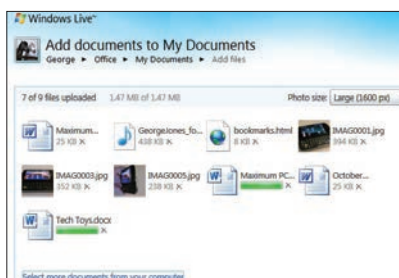 Windows Live™
Add documents to My Documents
George ▸ Office ▸ My Documents ▸ Add files
7 of 9 files uploaded 1.47 MB of 1.47 MB Photo size: Large (1600 px)
Maximum... GeorgeJones_fo... bookmarks.html IMAG0001.jpg
25 KB × 438 KB × 8 KB × 394 KB ×
IMAG0003.jpg IMAG0005.jpg Maximum PC... October...
352 KB × 238 KB × × 25 KB ×
Tech Toys.docx
×
Select more documents from your computer